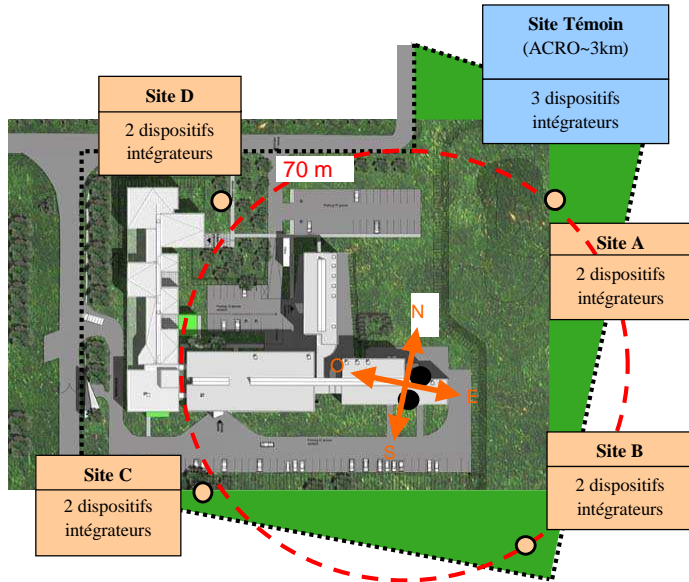 Site Témoin
(ACRO~3km)
3 dispositifs
intégrateurs
Site D
2 dispositifs
intégrateurs
70 m
Site A
2 dispositifs
intégrateurs
N
O
E
S
Site B
2 dispositifs
intégrateurs
Site C
2 dispositifs
intégrateurs